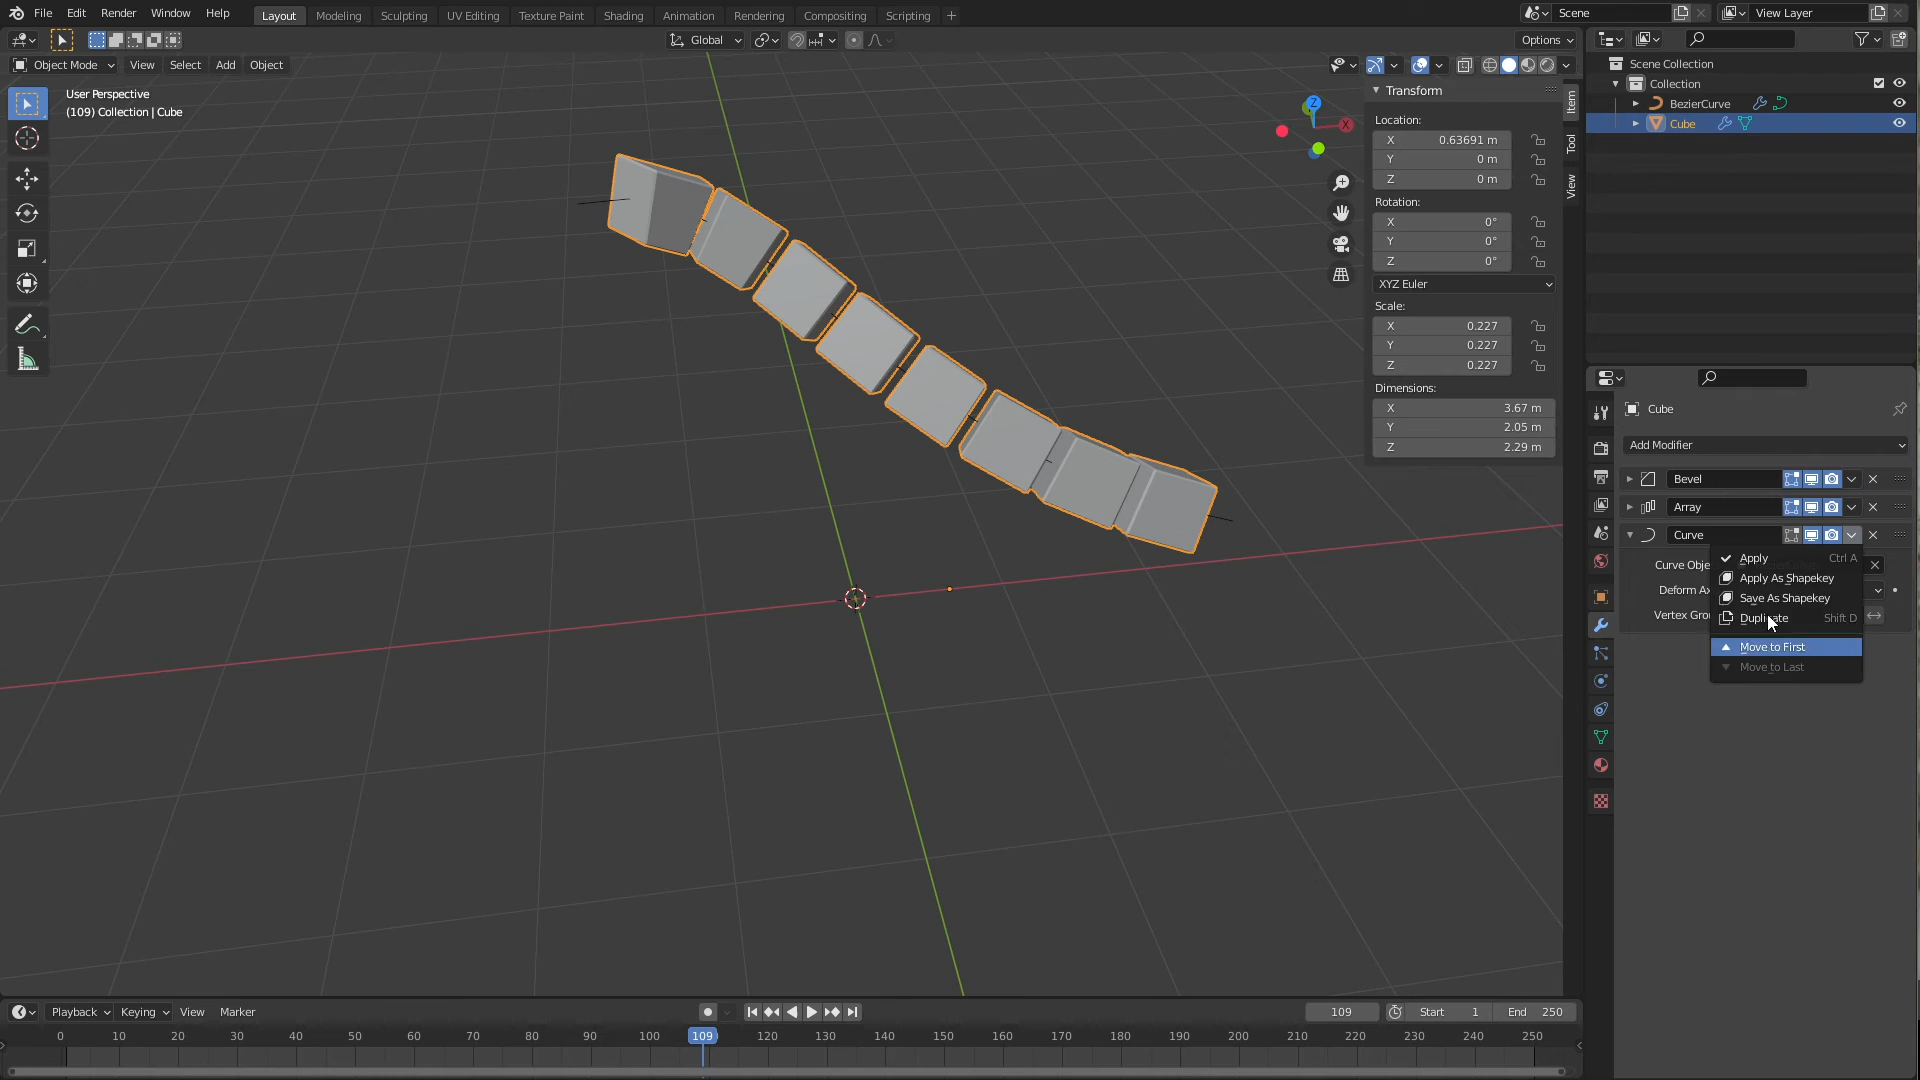 File Edit Render Window Help
Layout Modeling Sculpting UV Editing Texture Paint Shading Animation Rendering Compositing Scripting +
Scene
View Layer
Global
Options
Object Mode View Select Add Object
User Perspective
(109) Collection | Cube
Z
X
Transform
Location:
X 0.63691 m
Y 0 m
Z 0 m
Rotation:
X 0°
Y 0°
Z 0°
XYZ Euler
Scale:
X 0.227
Y 0.227
Z 0.227
Dimensions:
X 3.67 m
Y 2.05 m
Z 2.29 m
Item
Tool
View
Scene Collection
Collection
BezierCurve
Cube
Cube
Add Modifier
Bevel
Array
Curve
Curve Obje
Deform Ax
Vertex Gro
Apply Ctrl A
Apply As Shapekey
Save As Shapekey
Duplicate Shift D
Move to First
Move to Last
Playback Keying View Marker
109
Start 1
End 250
0 10 20 30 40 50 60 70 80 90 100 109 120 130 140 150 160 170 180 190 200 210 220 230 240 250